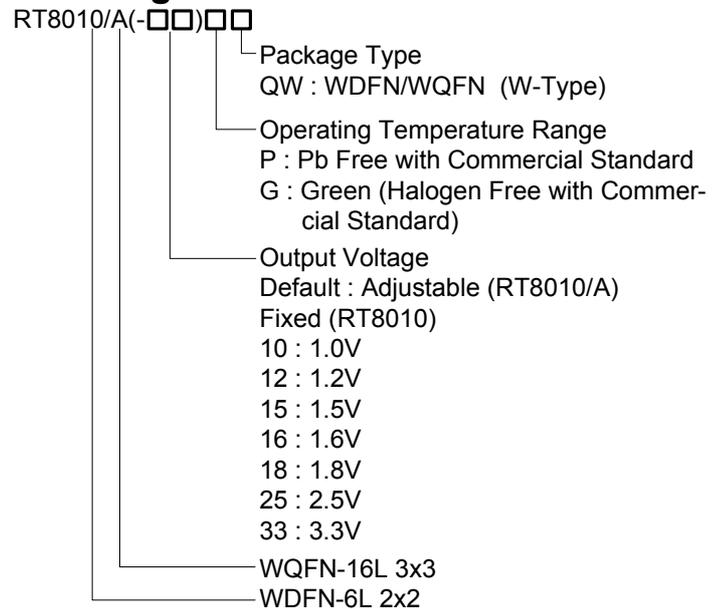 RT8010/A(-□□)□□
Package Type
QW : WDFN/WQFN (W-Type)
Operating Temperature Range
P : Pb Free with Commercial Standard
G : Green (Halogen Free with Commer-
cial Standard)
Output Voltage
Default : Adjustable (RT8010/A)
Fixed (RT8010)
10 : 1.0V
12 : 1.2V
15 : 1.5V
16 : 1.6V
18 : 1.8V
25 : 2.5V
33 : 3.3V
WQFN-16L 3x3
WDFN-6L 2x2